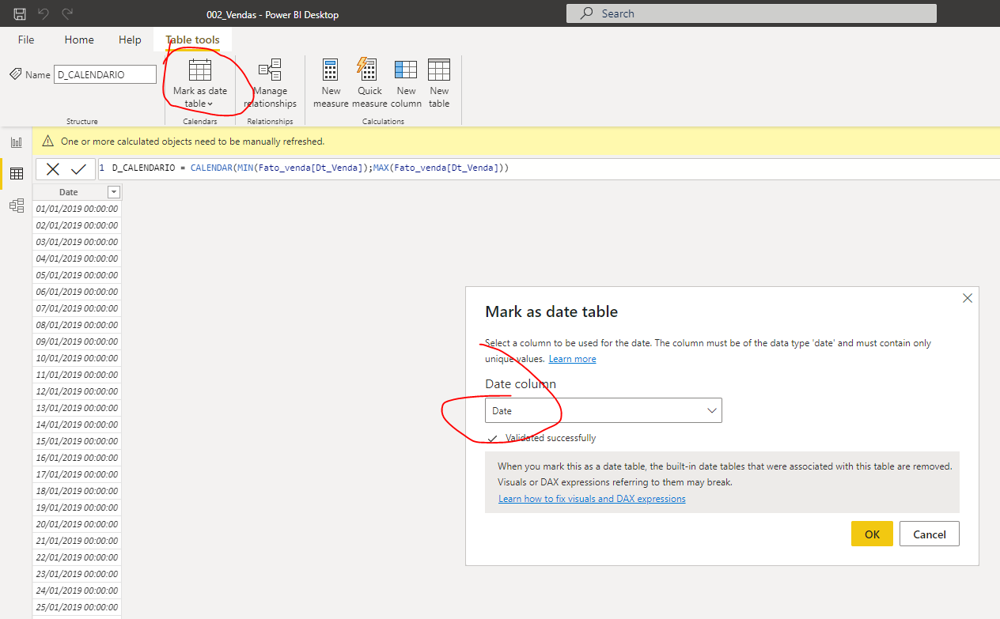 002_Vendas - Power BI Desktop
Search
File Home Help Table tools
Name D_CALENDARIO
Mark as date table
Manage relationships
New measure
Quick measure
New column
New table
Structure Calendars Relationships Calculations
One or more calculated objects need to be manually refreshed.
1 D_CALENDARIO = CALENDAR(MIN(Fato_venda[Dt_Venda]);MAX(Fato_venda[Dt_Venda]))
Date
01/01/2019 00:00:00
02/01/2019 00:00:00
03/01/2019 00:00:00
04/01/2019 00:00:00
05/01/2019 00:00:00
06/01/2019 00:00:00
07/01/2019 00:00:00
08/01/2019 00:00:00
09/01/2019 00:00:00
10/01/2019 00:00:00
11/01/2019 00:00:00
12/01/2019 00:00:00
13/01/2019 00:00:00
14/01/2019 00:00:00
15/01/2019 00:00:00
16/01/2019 00:00:00
17/01/2019 00:00:00
18/01/2019 00:00:00
19/01/2019 00:00:00
20/01/2019 00:00:00
21/01/2019 00:00:00
22/01/2019 00:00:00
23/01/2019 00:00:00
24/01/2019 00:00:00
25/01/2019 00:00:00
Mark as date table
Select a column to be used for the date. The column must be of the data type 'date' and must contain only
unique values. Learn more
Date column
Date
Validated successfully
When you mark this as a date table, the built-in date tables that were associated with this table are removed.
Visuals or DAX expressions referring to them may break.
Learn how to fix visuals and DAX expressions
OK Cancel